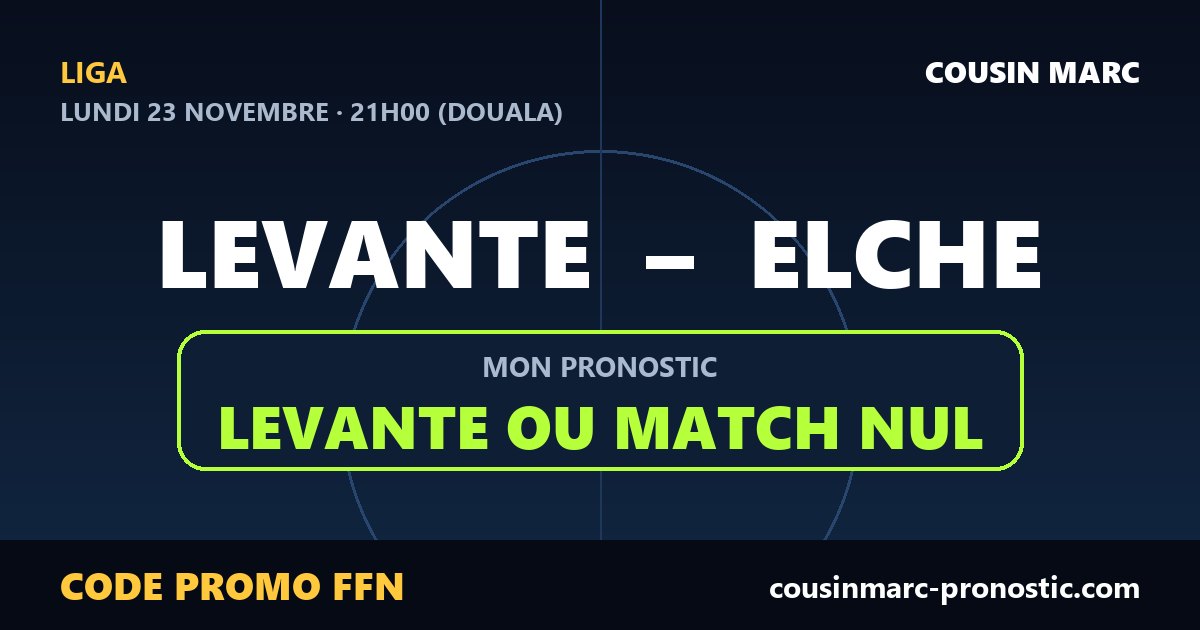 LIGA
COUSIN MARC
LUNDI 23 NOVEMBRE · 21H00 (DOUALA)
LEVANTE – ELCHE
MON PRONOSTIC
LEVANTE OU MATCH NUL
CODE PROMO FFN
cousinmarc-pronostic.com